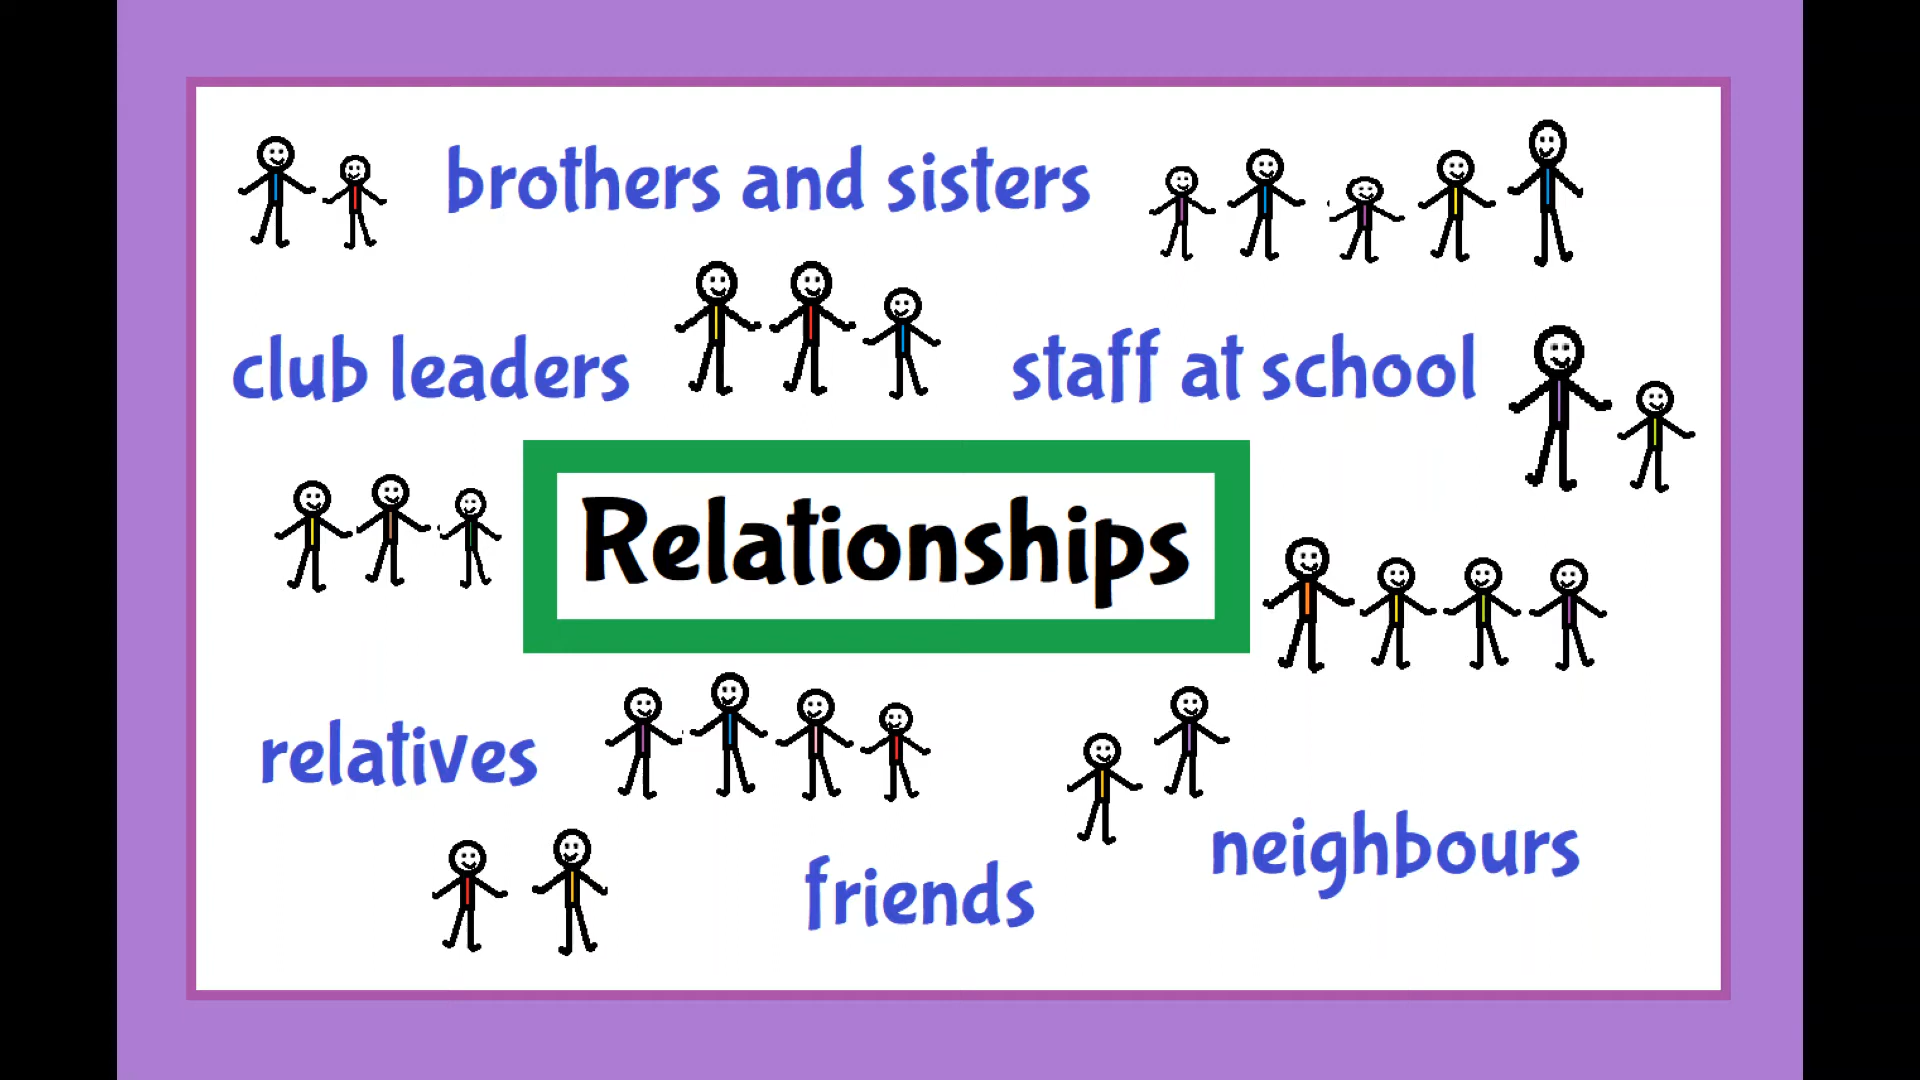 brothers and sisters
club leaders
staff at school
Relationships
relatives
neighbours
friends